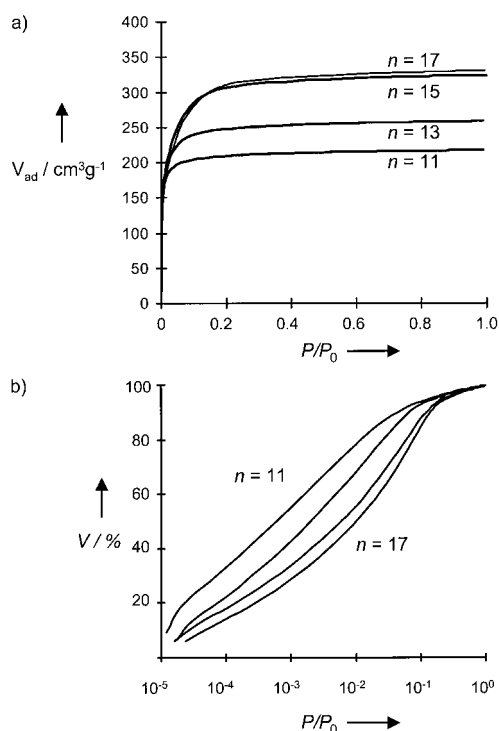 a)
400
350
300
250
200
150
100
50
0
V_ad / cm³g⁻¹
n = 17
n = 15
n = 13
n = 11
0 0.2 0.4 0.6 0.8 1.0
P/P₀
b)
100
80
60
40
20
V / %
n = 11
n = 17
10⁻⁵ 10⁻⁴ 10⁻³ 10⁻² 10⁻¹ 10⁰
P/P₀